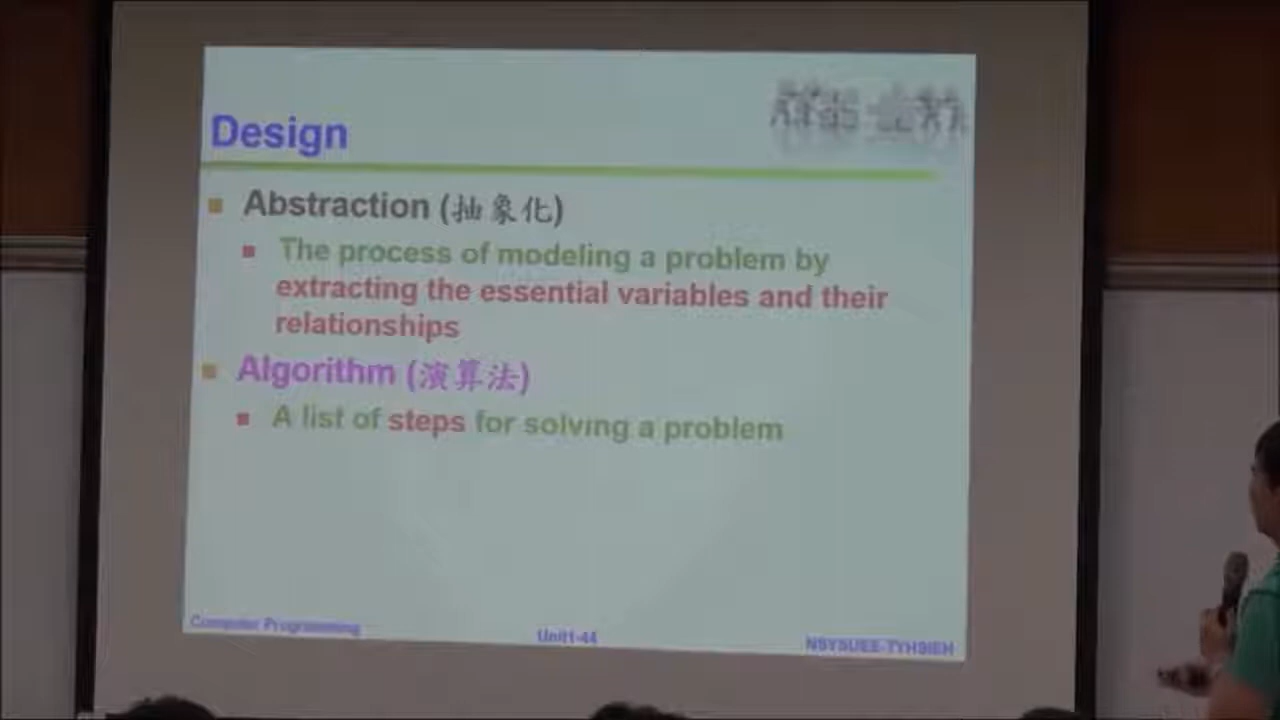 Design
Abstraction (抽象化)
The process of modeling a problem by
extracting the essential variables and their
relationships
Algorithm (演算法)
A list of steps for solving a problem
Computer Programming
Unit1-44
NSYSUEE-TYHSIEH